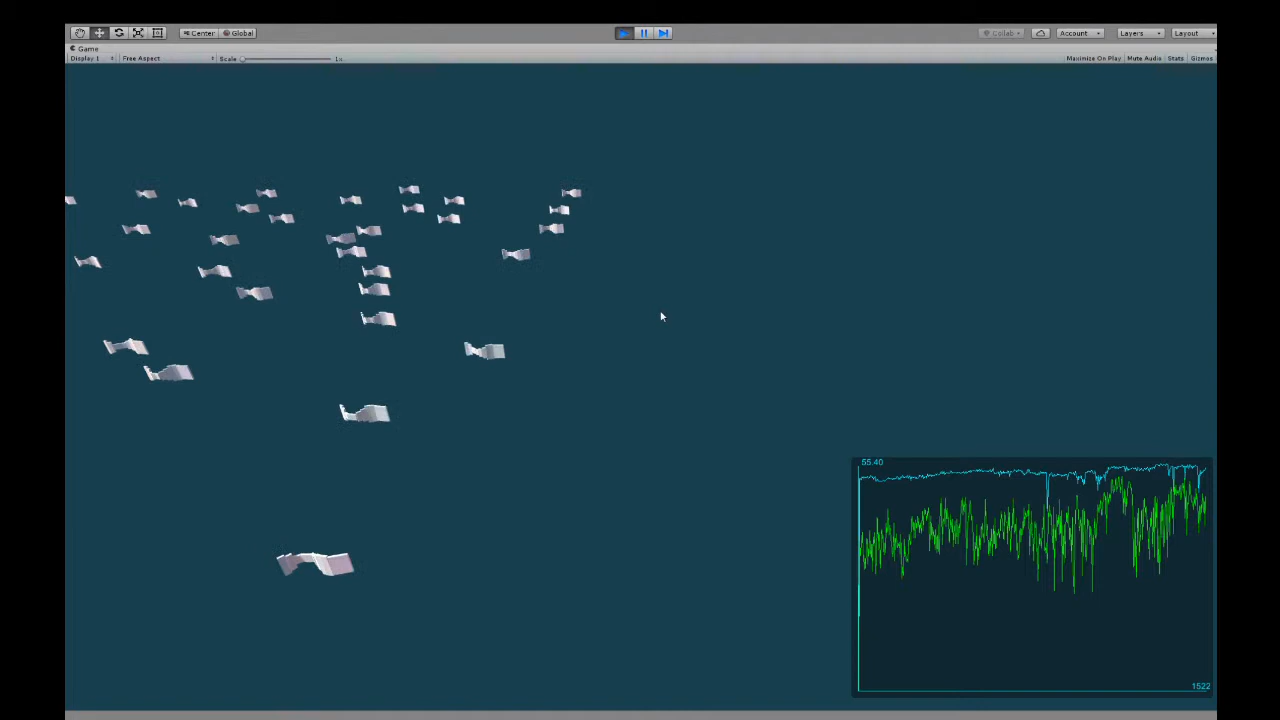 Center Global Collab Account Layers Layout
Game
Display 1 Free Aspect Scale 1x Maximize On Play Mute Audio Stats Gizmos
55.40
1522